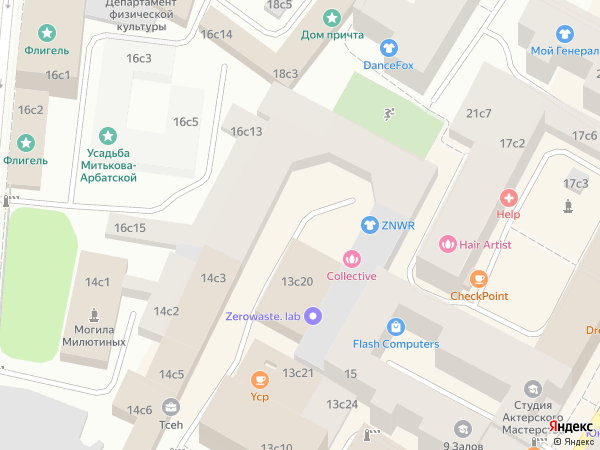 Департамент
физической
культуры
18с5
16с14
Дом причта
Флигель
16с3
16с1
18с3
DanceFox
Мой Генерал
16с2
16с5
16с13
21с7
17с2
17с6
Флигель
Усадьба
Митькова-
Арбатской
17с3
Help
16с15
ZNWR
Hair Artist
14с1
14с3
13с20
Collective
CheckPoint
14с2
Zerowaste. lab
Могила
Милютиных
Flash Computers
14с5
13с21
15
Ycp
14с6
Tceh
13с24
Студия
Актерского
13с10
9 Залов
Яндекс
© Яндекс